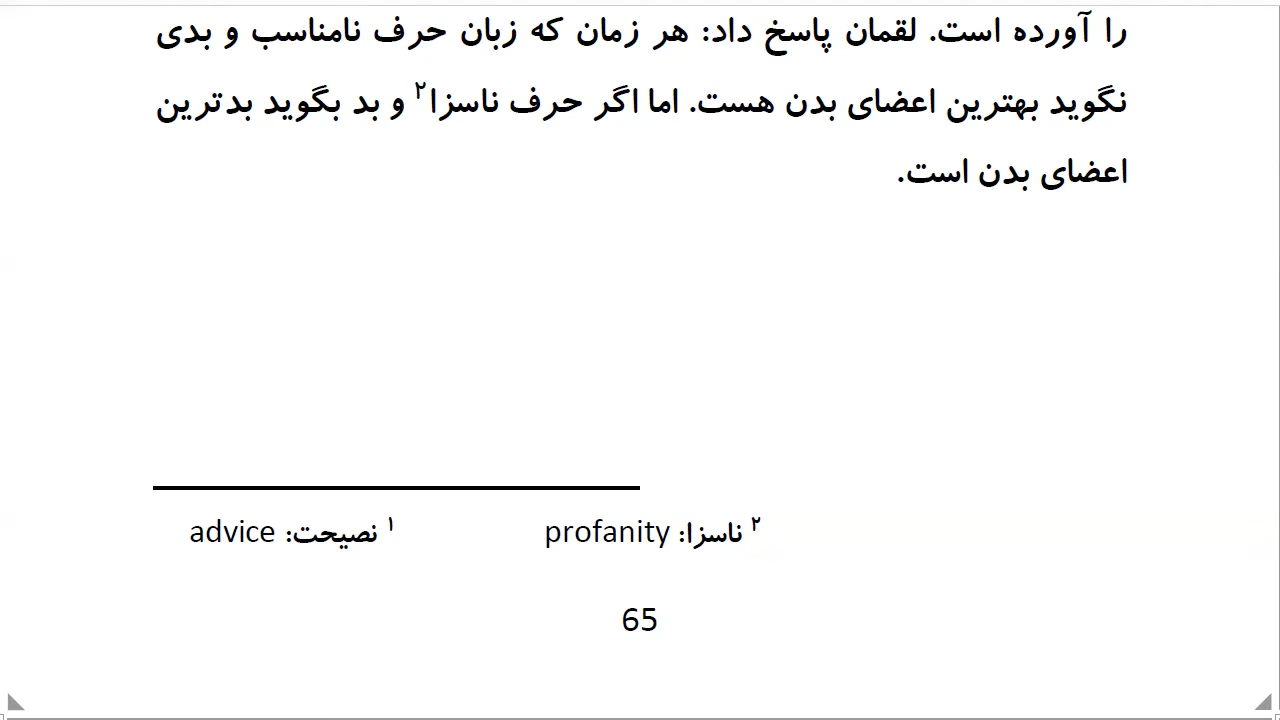 را آورده است. لقمان پاسخ داد: هر زمان که زبان حرف نامناسب و بدی
نگوید بهترین اعضای بدن هست. اما اگر حرف ناسزا۲ و بد بگوید بدترین
اعضای بدن است.
۲ ناسزا: profanity ۱ نصیحت: advice
65